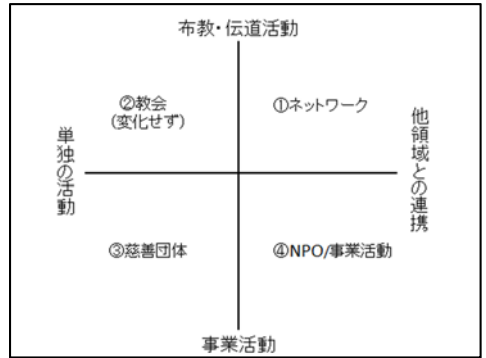 布教・伝道活動
②教会
(変化せず)
①ネットワーク
単独の活動
他領域との連携
③慈善団体
④NPO/事業活動
事業活動